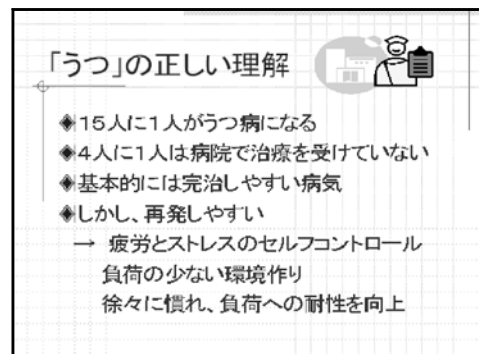 「うつ」の正しい理解
◈15人に1人がうつ病になる
◈4人に1人は病院で治療を受けていない
◈基本的には完治しやすい病気
◈しかし、再発しやすい
→ 疲労とストレスのセルフコントロール
負荷の少ない環境作り
徐々に慣れ、負荷への耐性を向上